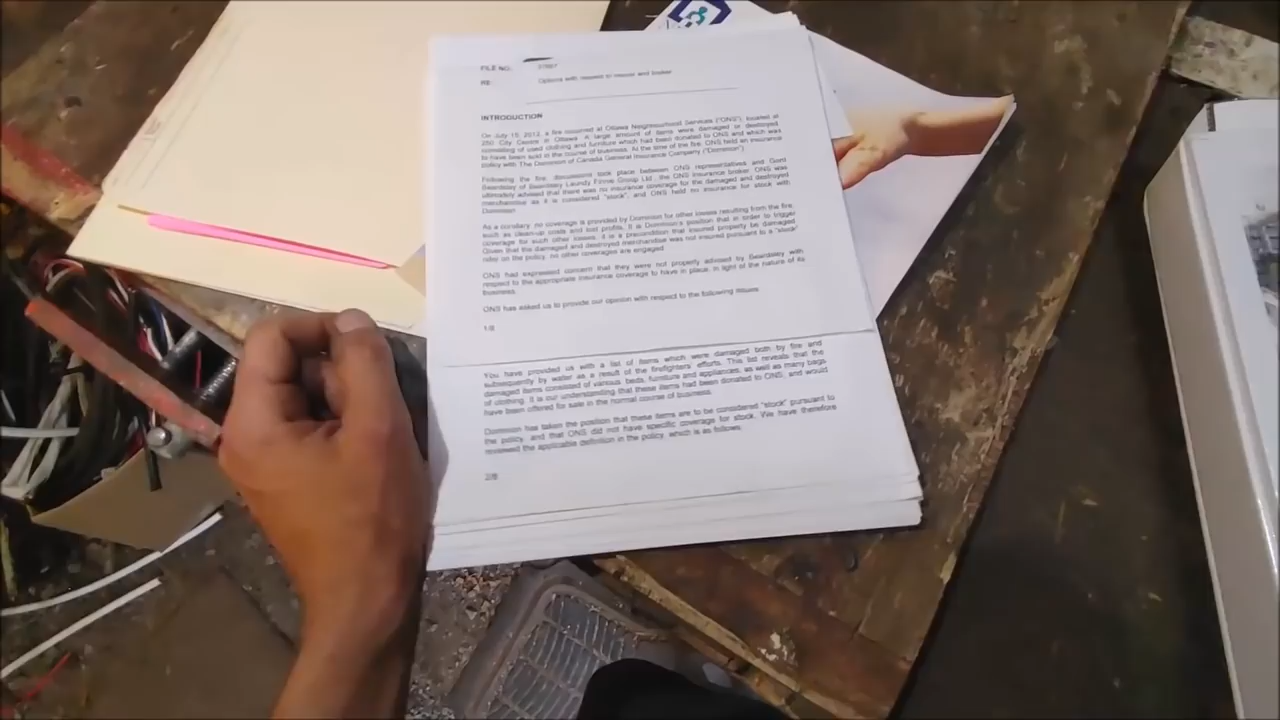 FILE NO:
RE: Options with respect to insurer and broker
INTRODUCTION
On July 15, 2012, a fire occurred at Ottawa Neighbourhood Services ("ONS"), located at
250 City Centre in Ottawa. A large amount of items were damaged or destroyed,
consisting of used clothing and furniture which had been donated to ONS and which was
to have been sold in the course of business. At the time of the fire, ONS held an insurance
policy with The Dominion of Canada General Insurance Company ("Dominion").
Following the fire, discussions took place between ONS representatives and Gord
Beardsley of Beardsley Laundy Finnie Group Ltd., the ONS insurance broker. ONS was
ultimately advised that there was no insurance coverage for the damaged and destroyed
merchandise as it is considered "stock", and ONS held no insurance for stock with
Dominion.
As a corollary, no coverage is provided by Dominion for other losses resulting from the fire,
such as clean-up costs and lost profits. It is Dominion's position that in order to trigger
coverage for such other losses, it is a precondition that insured property be damaged.
Given that the damaged and destroyed merchandise was not insured pursuant to a "stock"
rider on the policy, no other coverages are engaged.
ONS had expressed concern that they were not properly advised by Beardsley with
respect to the appropriate insurance coverage to have in place, in light of the nature of its
business.
ONS has asked us to provide our opinion with respect to the following issues:
1/8
You have provided us with a list of items which were damaged both by fire and
subsequently by water as a result of the firefighters' efforts. This list reveals that the
damaged items consisted of various beds, furniture and appliances, as well as many bags
of clothing. It is our understanding that these items had been donated to ONS, and would
have been offered for sale in the normal course of business.
Dominion has taken the position that these items are to be considered "stock" pursuant to
the policy, and that ONS did not have specific coverage for stock. We have therefore
reviewed the applicable definition in the policy, which is as follows:
2/8